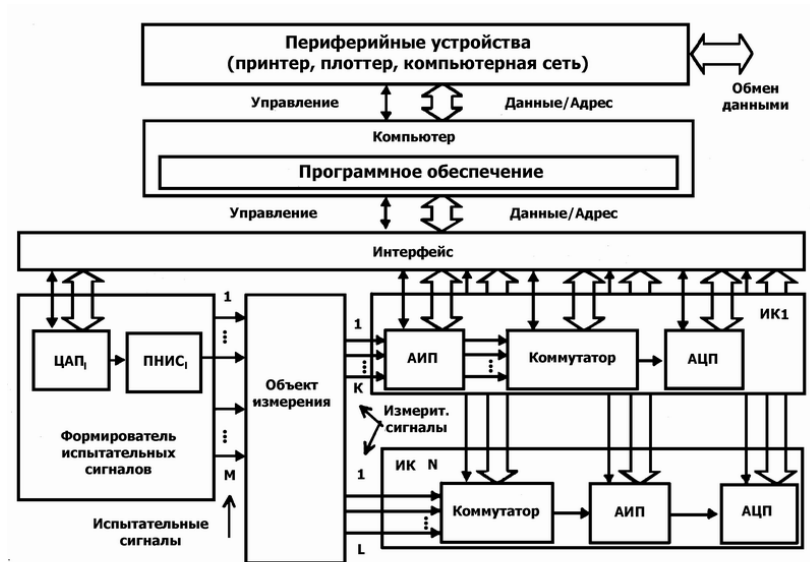 Периферийные устройства
(принтер, плоттер, компьютерная сеть)
Обмен
данными
Управление
Данные/Адрес
Компьютер
Программное обеспечение
Управление
Данные/Адрес
Интерфейс
1
ЦАПI
ПНИСI
Формирователь
испытательных
сигналов
М
Испытательные
сигналы
Объект
измерения
1
К
Измерит.
сигналы
1
L
ИК1
АИП
Коммутатор
АЦП
ИК N
Коммутатор
АИП
АЦП